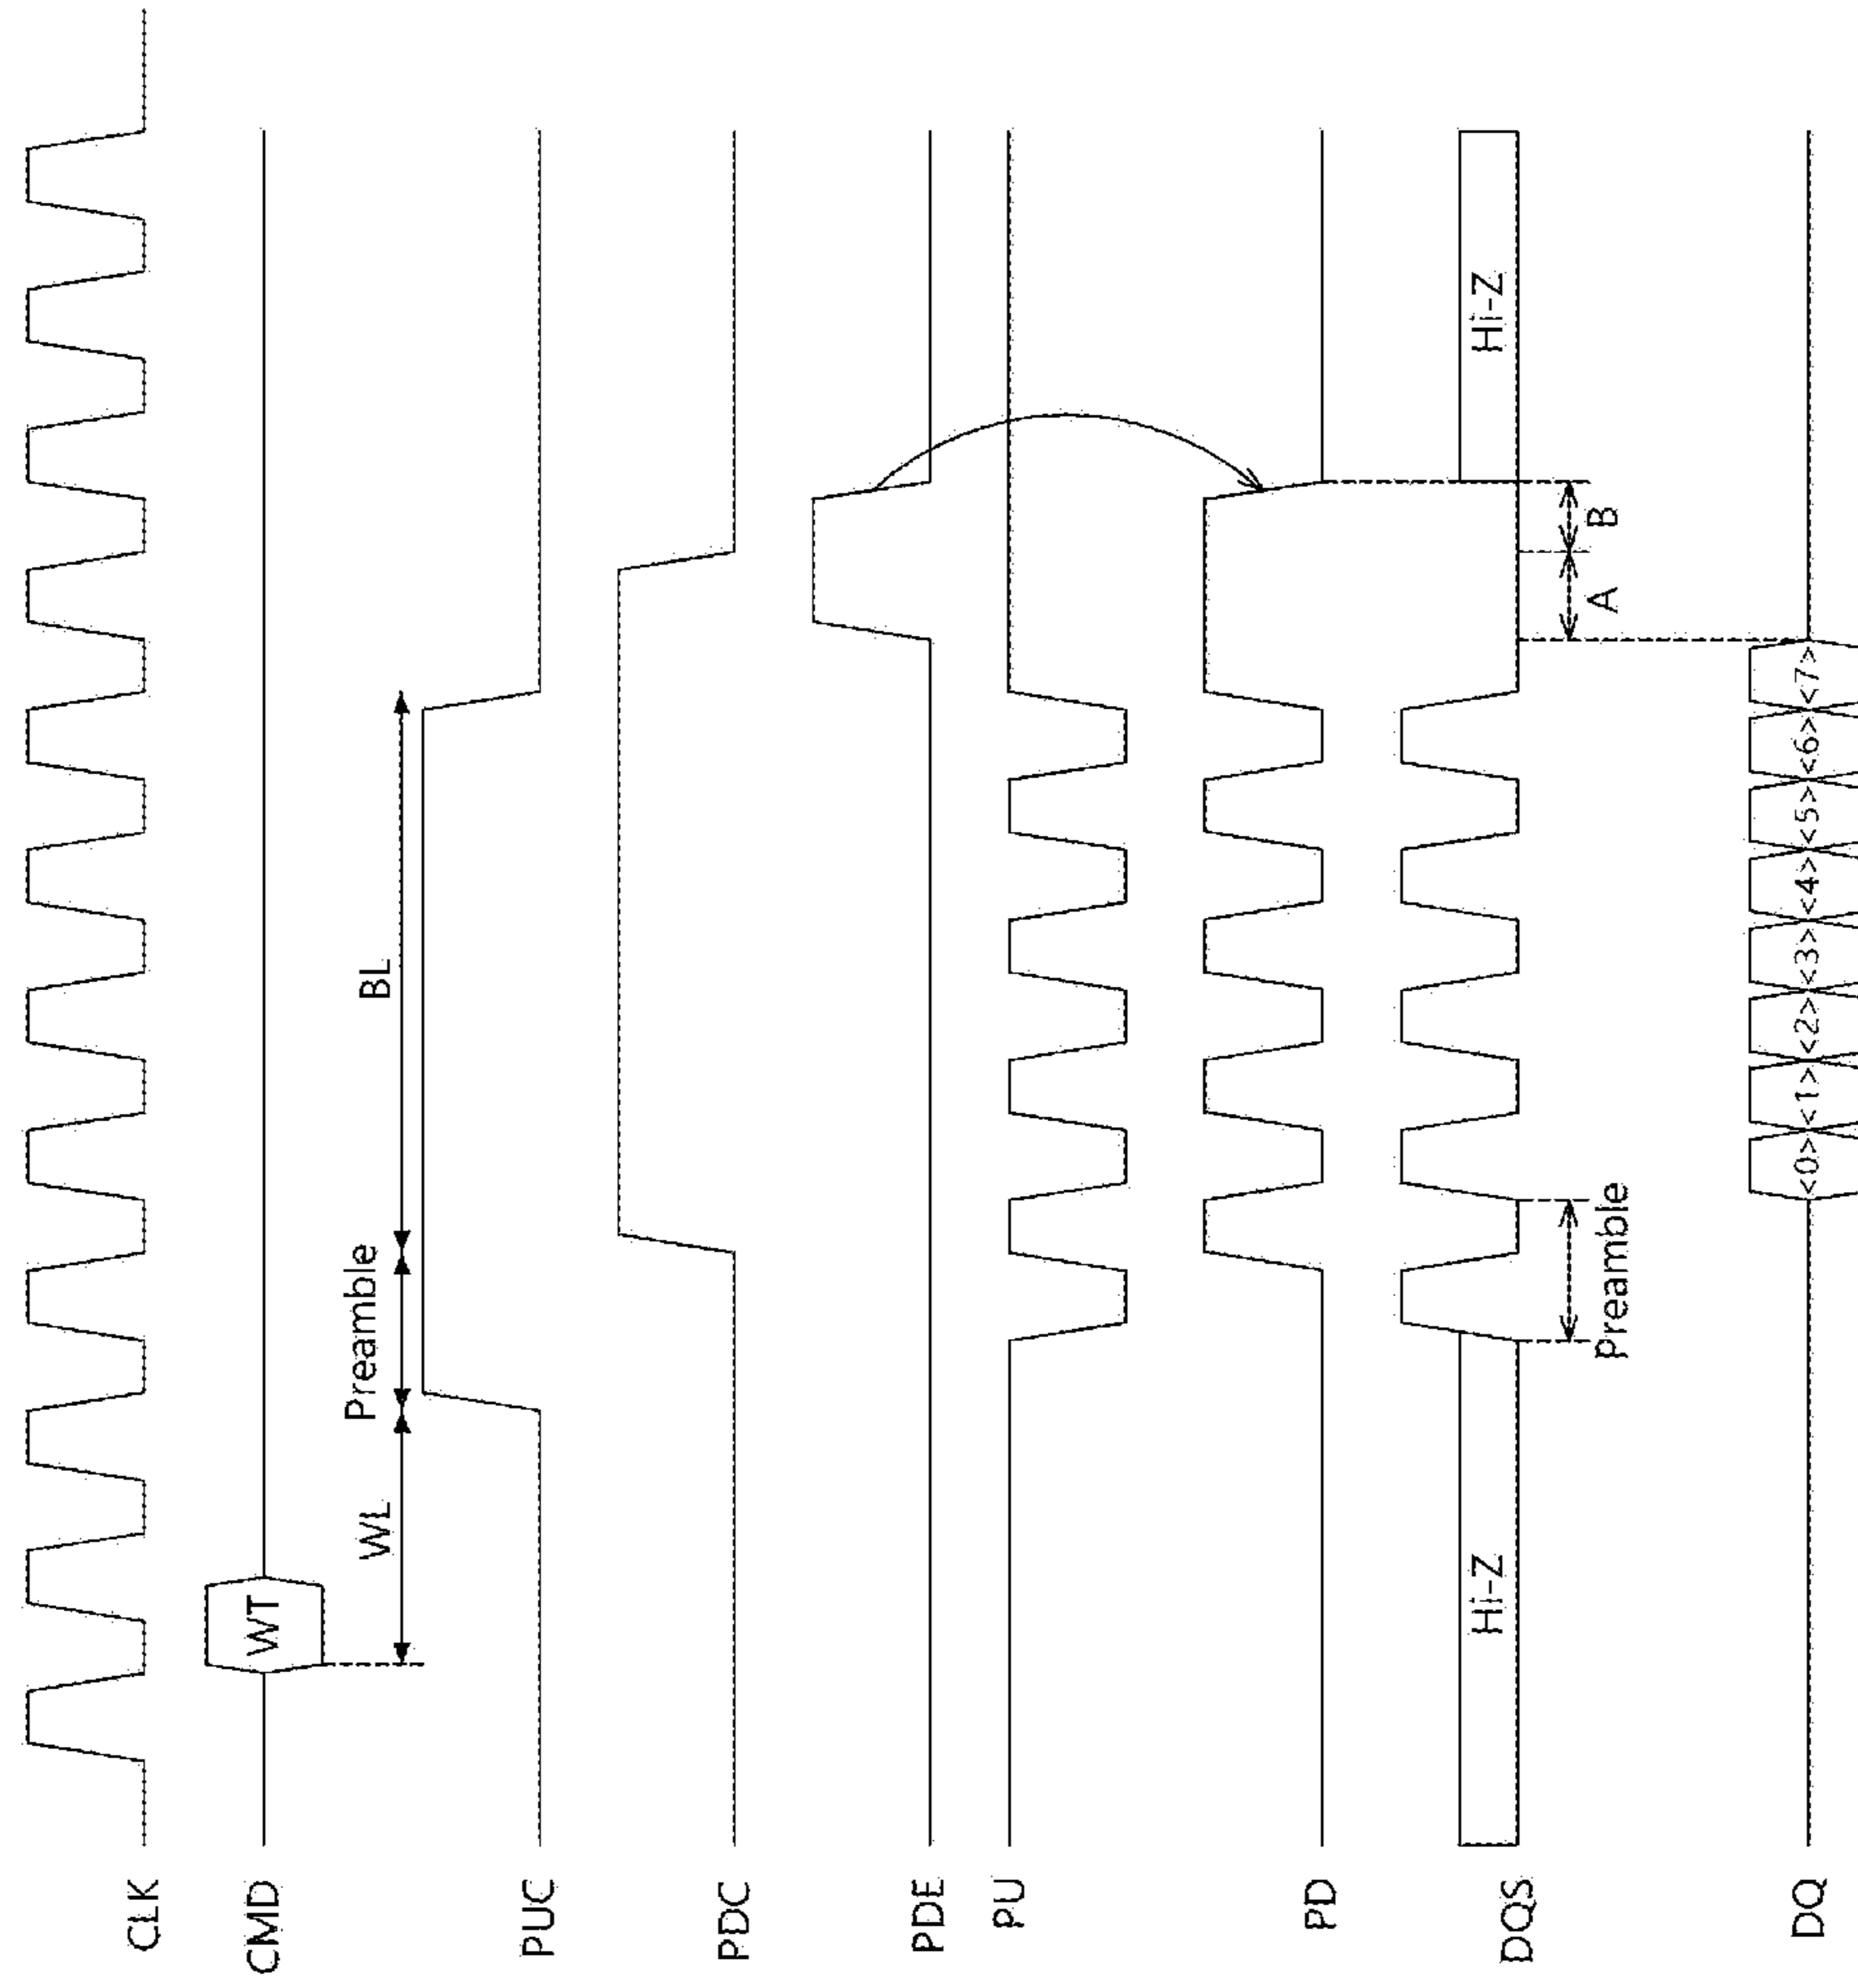 CLK
CMD
WT
WL
Preamble
BL
PUC
PDC
PDE
PU
PD
DQS
Hi-Z
Preamble
A
B
Hi-Z
DQ
<0> <1> <2> <3> <4> <5> <6> <7>